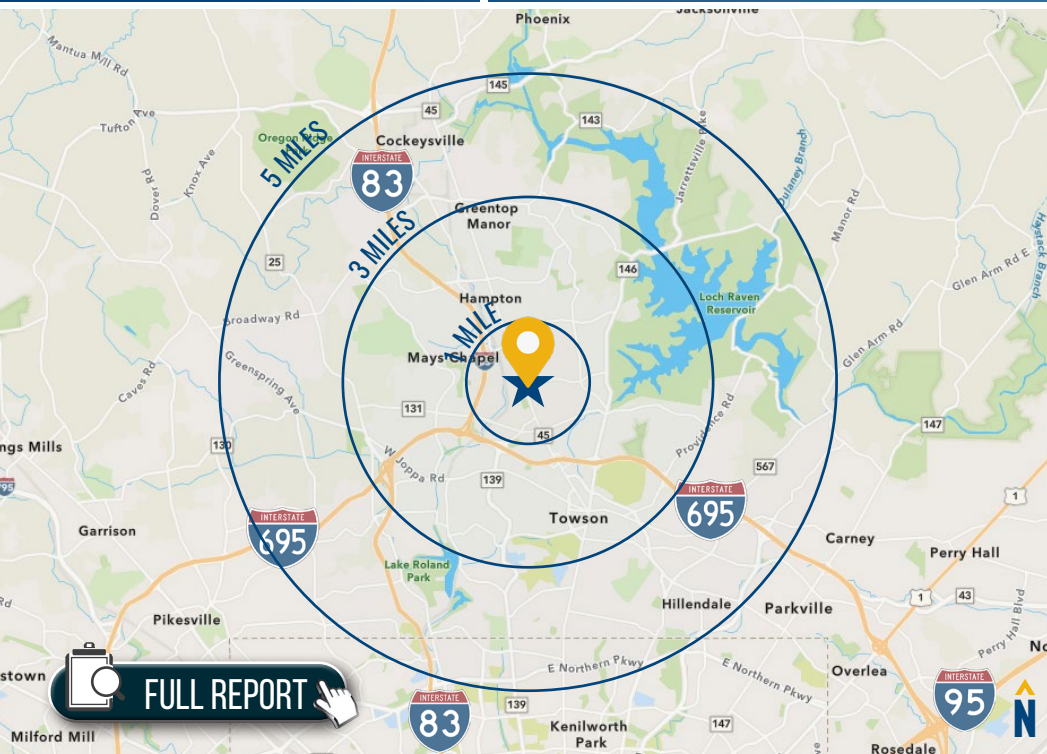 Jacksonville
Phoenix
Mantua Mill Rd
145
45
143
Tufton Ave
Jarrettsville Pike
Dulaney Branch
Oregon Ridge
Cockeysville
5 MILES
INTERSTATE
83
Knox Ave
Dover Rd
Manor Rd
Greentop
Manor
3 MILES
Haystack Branch
25
146
Glen Arm Rd E
Hampton
Loch Raven
Reservoir
Broadway Rd
1 MILE
Mays Chapel
Glen Arm Rd
Greenspring Ave
Caves Rd
131
Providence Rd
147
45
130
ngs Mills
W Joppa Rd
567
139
795
INTERSTATE
695
1
INTERSTATE
695
Towson
Garrison
Carney
Perry Hall
Lake Roland
Park
1
43
Rd
Hillendale
Parkville
Pikesville
Perry Hall Blvd
No
E Northern Pkwy
E Northern Pkwy
Overlea
stown
FULL REPORT
INTERSTATE
83
139
INTERSTATE
95
N
Kenilworth
Park
147
Milford Mill
Rosedale